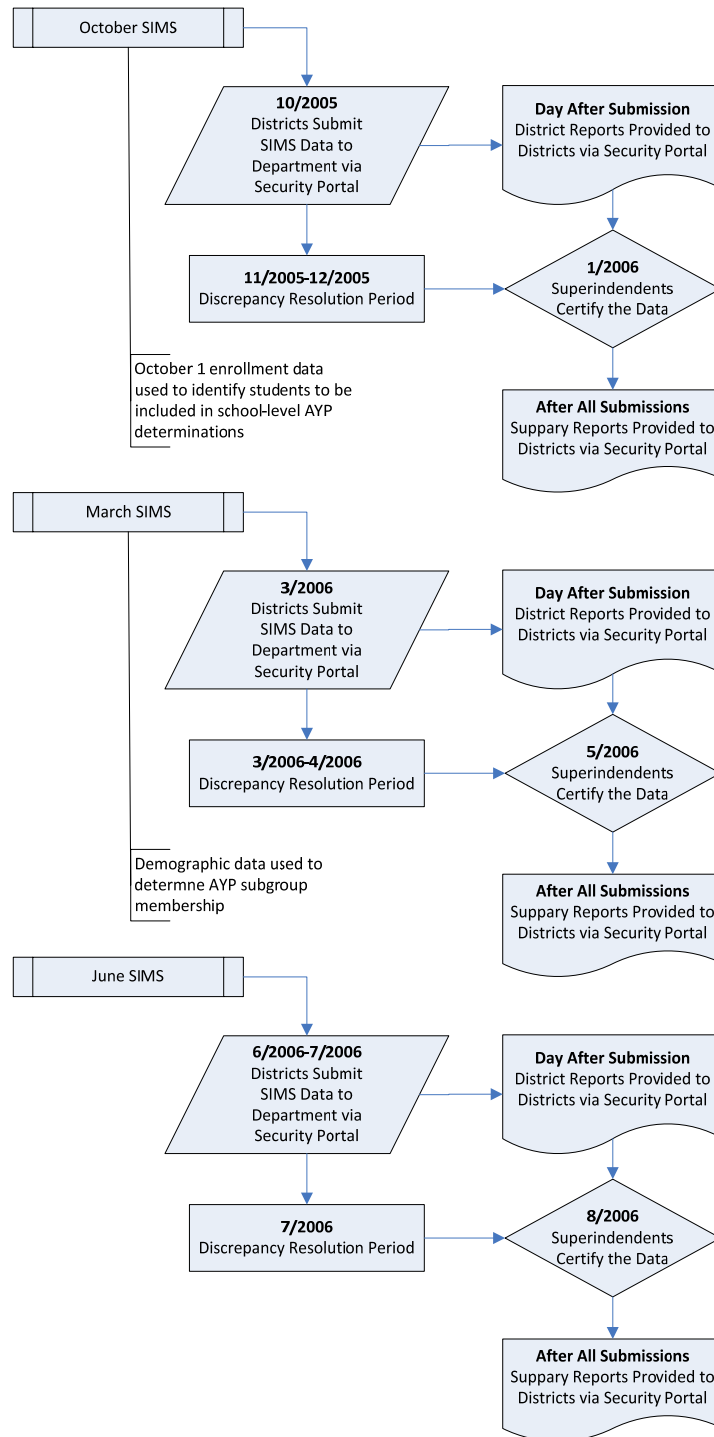 October SIMS
10/2005
Districts Submit
SIMS Data to
Department via
Security Portal
Day After Submission
District Reports Provided to
Districts via Security Portal
11/2005-12/2005
Discrepancy Resolution Period
1/2006
Superindendents
Certify the Data
October 1 enrollment data
used to identify students to be
included in school-level AYP
determinations
After All Submissions
Suppary Reports Provided to
Districts via Security Portal
March SIMS
3/2006
Districts Submit
SIMS Data to
Department via
Security Portal
Day After Submission
District Reports Provided to
Districts via Security Portal
3/2006-4/2006
Discrepancy Resolution Period
5/2006
Superindendents
Certify the Data
Demographic data used to
determne AYP subgroup
membership
After All Submissions
Suppary Reports Provided to
Districts via Security Portal
June SIMS
6/2006-7/2006
Districts Submit
SIMS Data to
Department via
Security Portal
Day After Submission
District Reports Provided to
Districts via Security Portal
7/2006
Discrepancy Resolution Period
8/2006
Superindendents
Certify the Data
After All Submissions
Suppary Reports Provided to
Districts via Security Portal